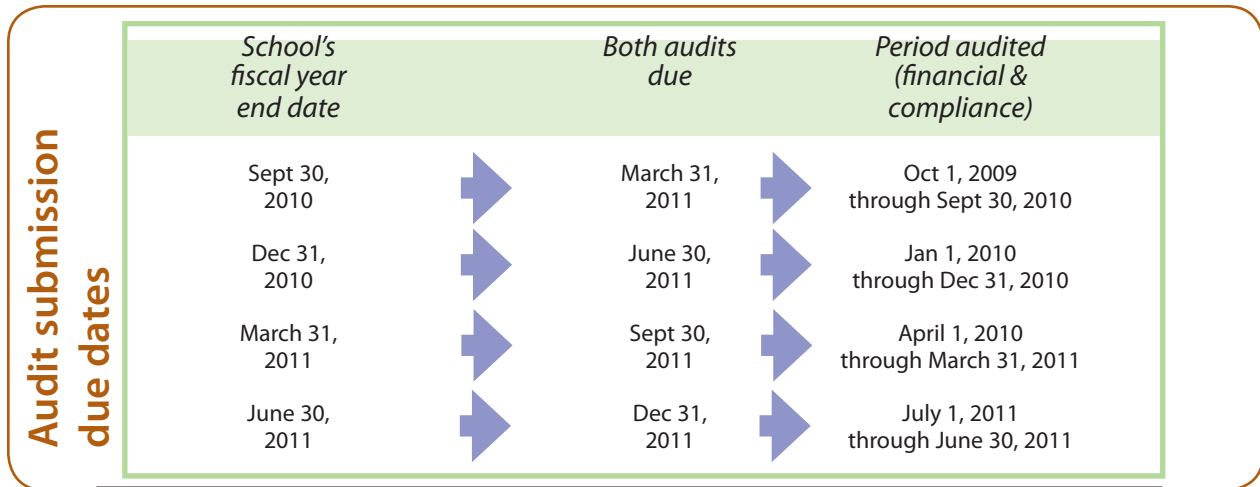 Audit submission
due dates
School’s
fiscal year
end date
Both audits
due
Period audited
(financial &
compliance)
Sept 30,
2010
March 31,
2011
Oct 1, 2009
through Sept 30, 2010
Dec 31,
2010
June 30,
2011
Jan 1, 2010
through Dec 31, 2010
March 31,
2011
Sept 30,
2011
April 1, 2010
through March 31, 2011
June 30,
2011
Dec 31,
2011
July 1, 2011
through June 30, 2011